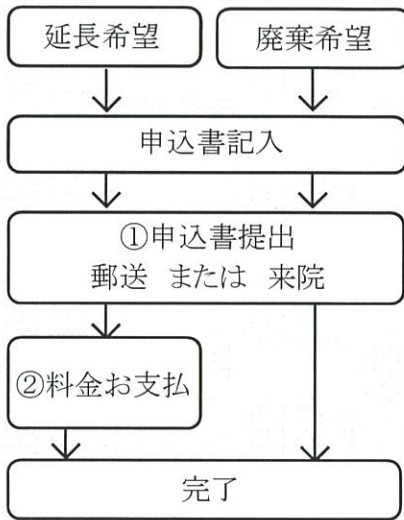 延長希望
廃棄希望
申込書記入
①申込書提出
郵送 または 来院
②料金お支払
完了